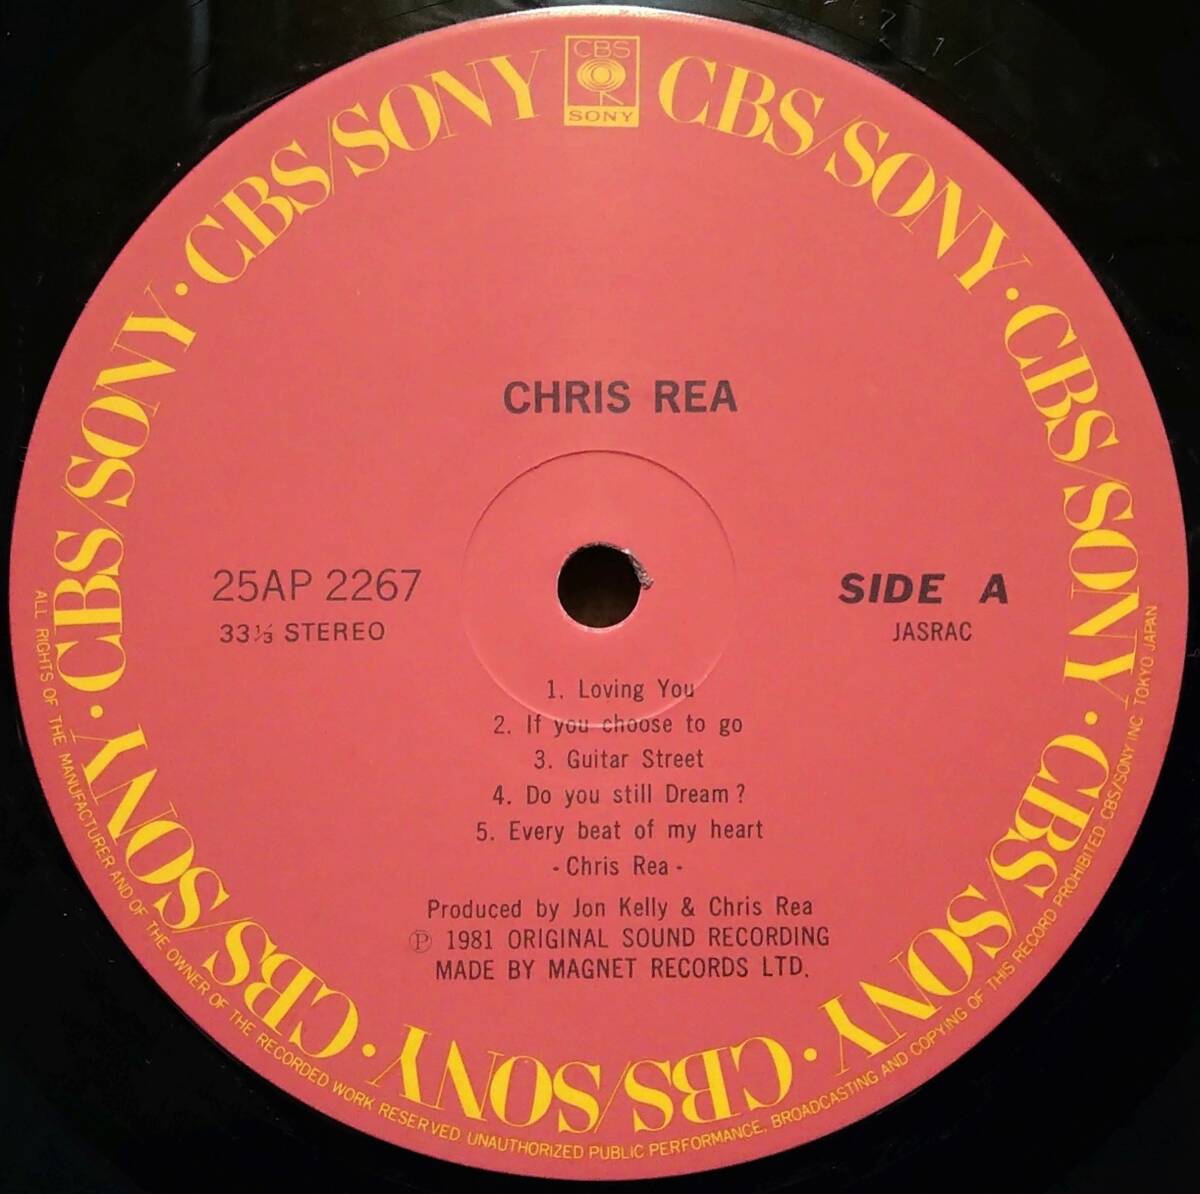 CBS
SONY
CBS/SONY · CBS/SONY · CBS/SONY · CBS/SONY · CBS/SONY · CBS/SONY · CBS/SONY · CBS/SONY
CHRIS REA
25AP 2267
33⅓ STEREO
SIDE A
JASRAC
1. Loving You
2. If you choose to go
3. Guitar Street
4. Do you still Dream?
5. Every beat of my heart
- Chris Rea -
Produced by Jon Kelly & Chris Rea
Ⓟ 1981 ORIGINAL SOUND RECORDING
MADE BY MAGNET RECORDS LTD.
ALL RIGHTS OF THE MANUFACTURER AND OF THE OWNER OF THE RECORDED WORK RESERVED UNAUTHORIZED PUBLIC PERFORMANCE, BROADCASTING AND COPYING OF THIS RECORD PROHIBITED CBS/SONY INC. TOKYO JAPAN